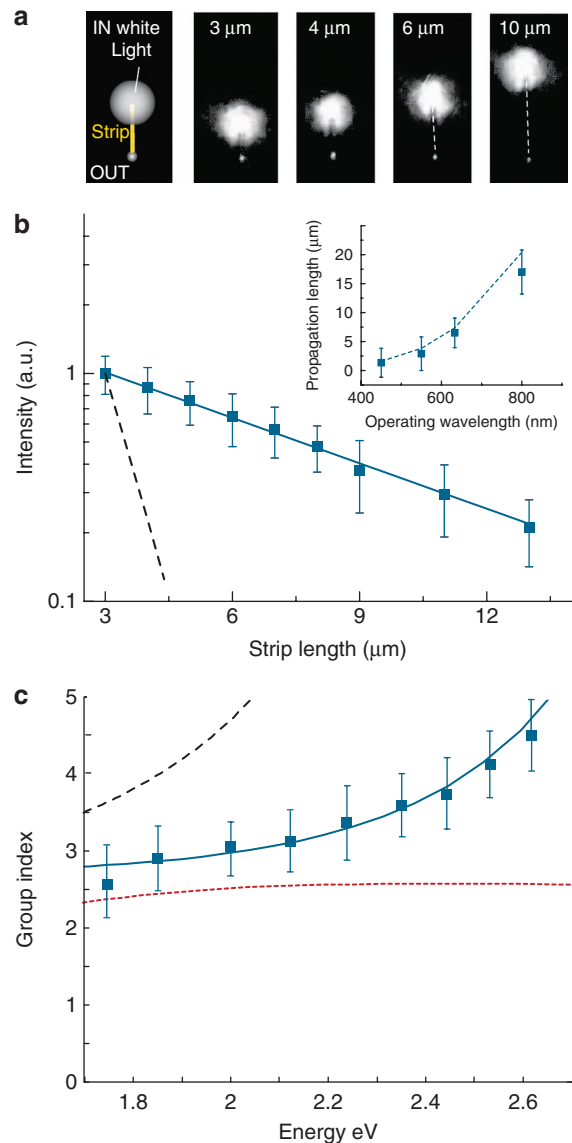 a
IN white
Light
Strip
OUT
3 μm
4 μm
6 μm
10 μm
b
Intensity (a.u.)
1
0.1
3
6
9
12
Strip length (μm)
Propagation length (μm)
20
15
10
5
0
400
600
800
Operating wavelength (nm)
c
Group index
5
4
3
2
1
0
1.8
2
2.2
2.4
2.6
Energy eV